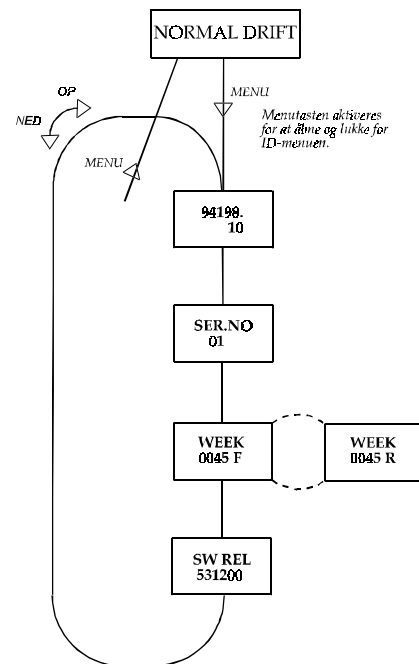 NORMAL DRIFT
OP
NED
MENU
Menutasten aktiveres
for at åbne og lukke for
ID-menuen.
MENU
94198.
10
SER.NO
01
WEEK
0045 F
WEEK
0045 R
SW REL
531200